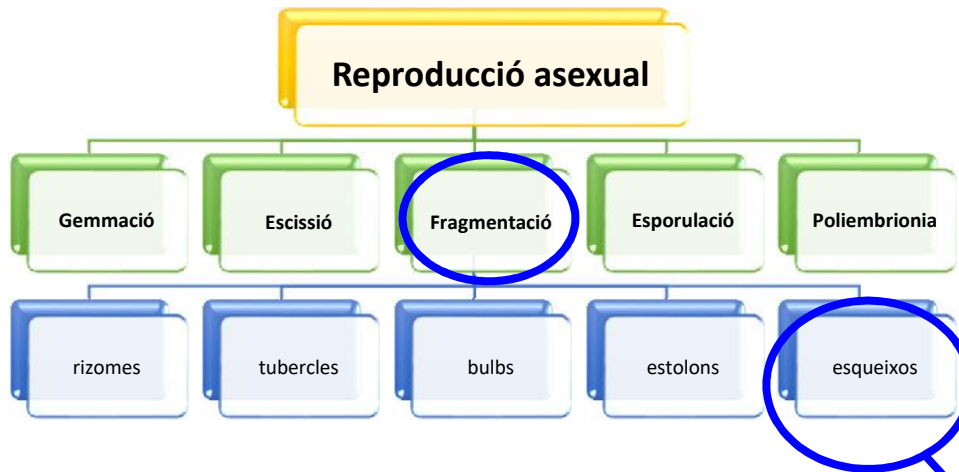 Reproducció asexual
Gemmació
Escissió
Fragmentació
Esporulació
Poliembrionia
rizomes
tubercles
bulbs
estolons
esqueixos